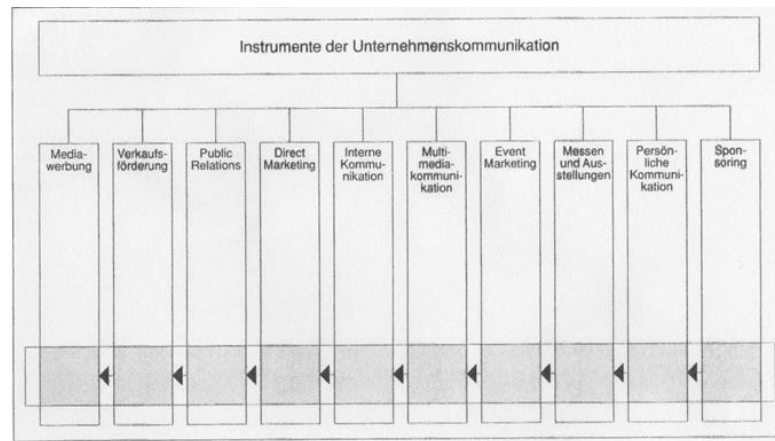 Instrumente der Unternehmenskommunikation
Media-
werbung
Verkaufs-
förderung
Public
Relations
Direct
Marketing
Interne
Kommu-
nikation
Multi-
media-
kommuni-
kation
Event
Marketing
Messen
und Aus-
stellungen
Persön-
liche
Kommuni-
kation
Spon-
soring